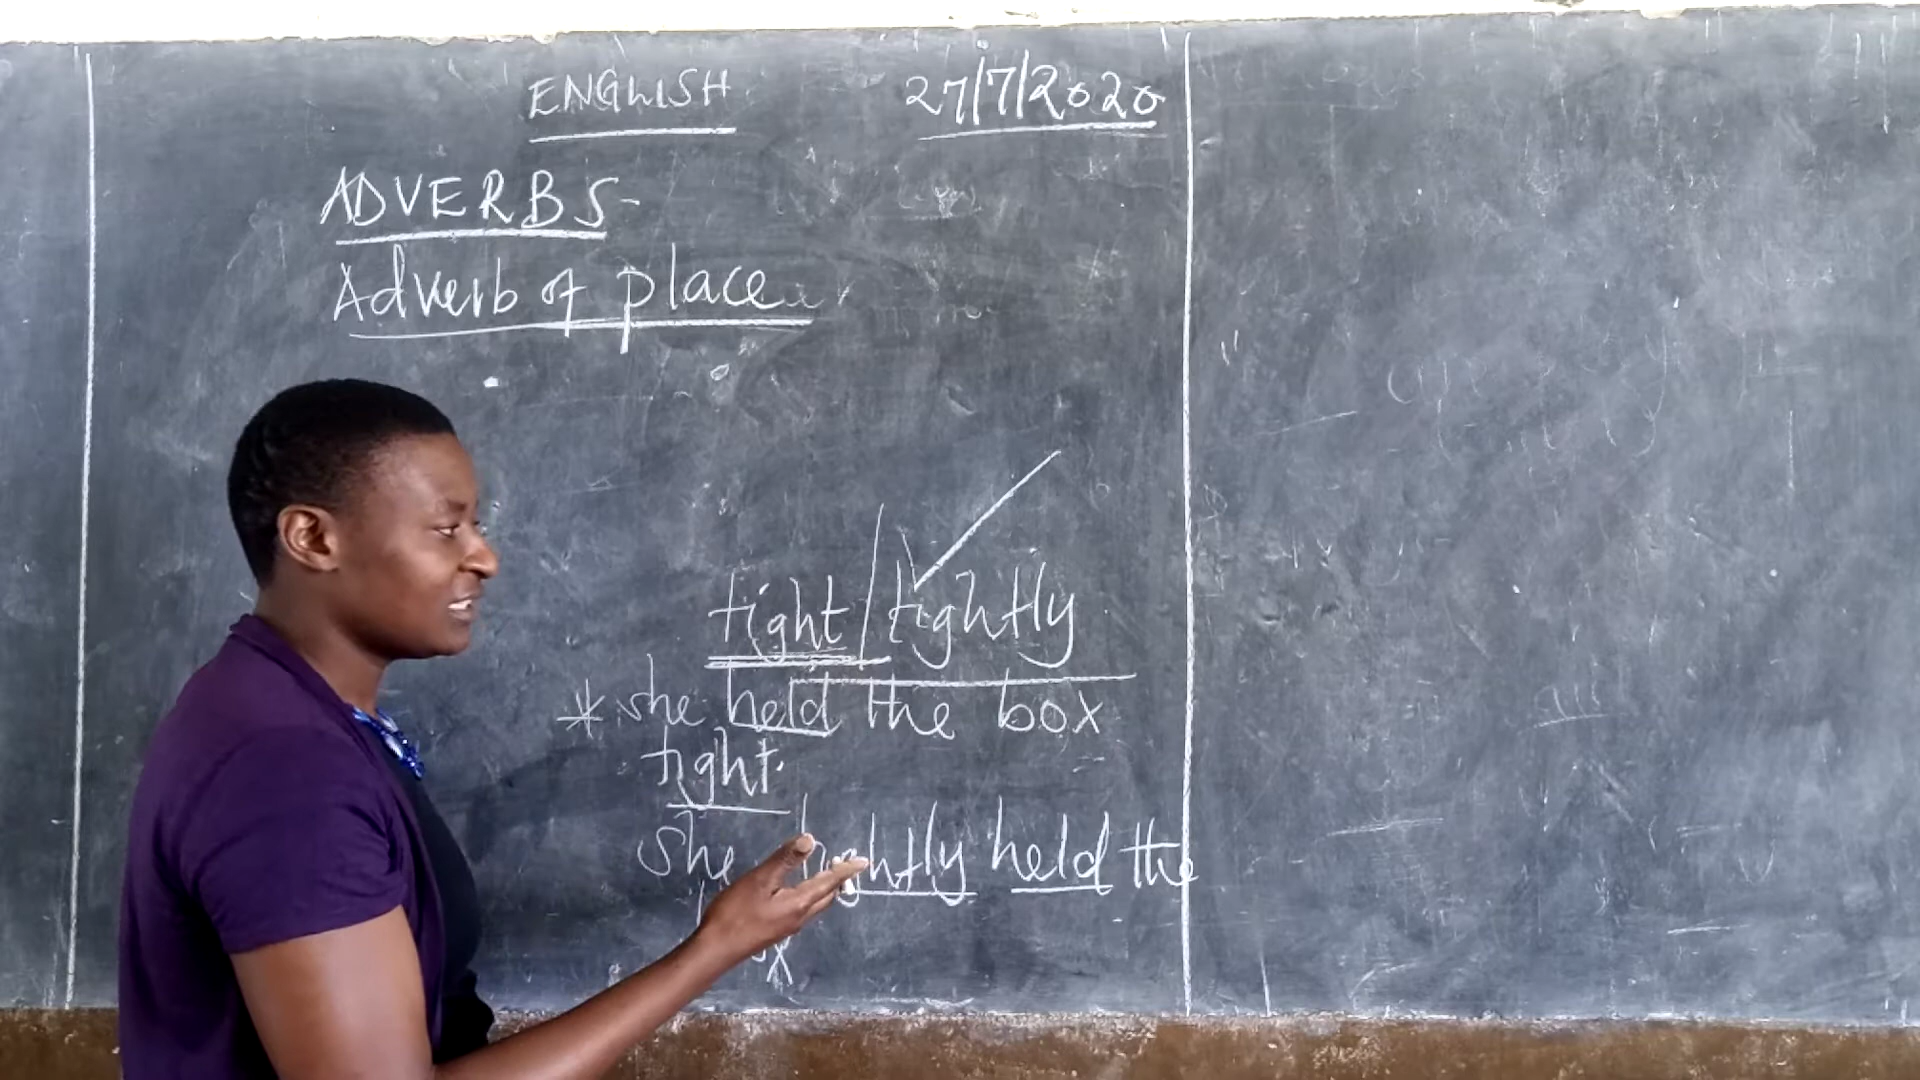 ENGLISH 27/7/2020
ADVERBS-
Adverb of place
tight/tightly
* she held the box
tight.
She tightly held the